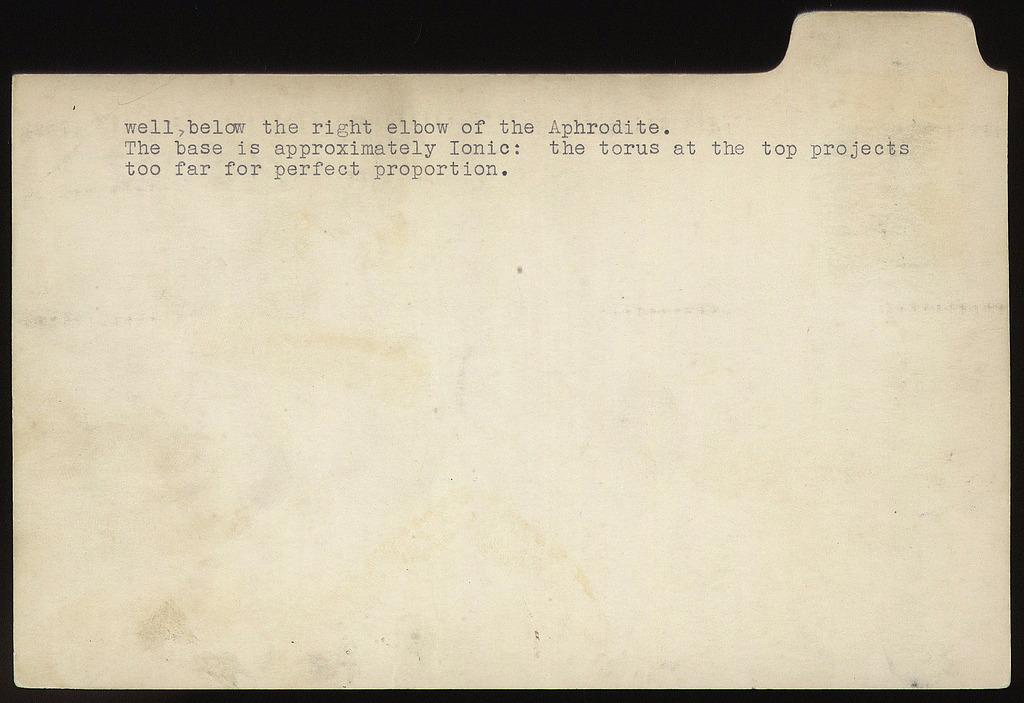 well,below the right elbow of the Aphrodite.
The base is approximately Ionic:  the torus at the top projects
too far for perfect proportion.